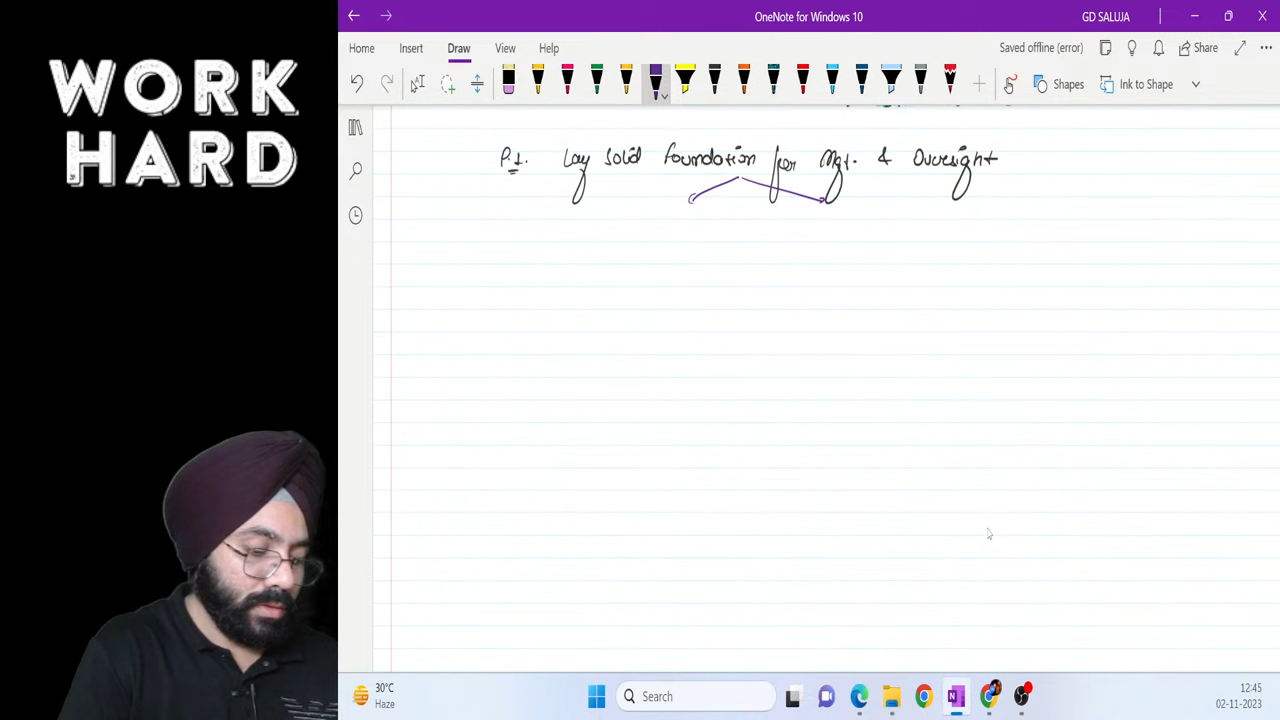 WORK
HARD
OneNote for Windows 10
GD SALUJA
Home Insert Draw View Help
Saved offline (error)
Share
Shapes
Ink to Shape
P.1. Lay Solid Foundation for Mgt. & Oversight
30°C
Haze
Search
12:45
02-11-2023